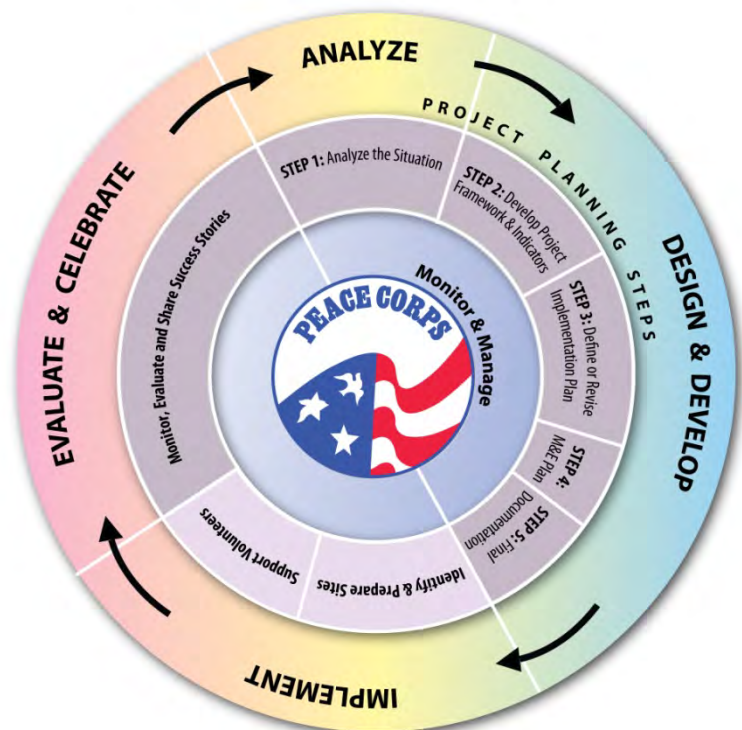 ANALYZE
PROJECT PLANNING STEPS
DESIGN & DEVELOP
IMPLEMENT
EVALUATE & CELEBRATE
STEP 1: Analyze the Situation
STEP 2: Develop Project
Framework & Indicators
STEP 3: Define or Revise
Implementation Plan
STEP 4:
M&E Plan
STEP 5: Final
Documentation
Identify & Prepare Sites
Support Volunteers
Monitor, Evaluate and Share Success Stories
Monitor & Manage
PEACE CORPS